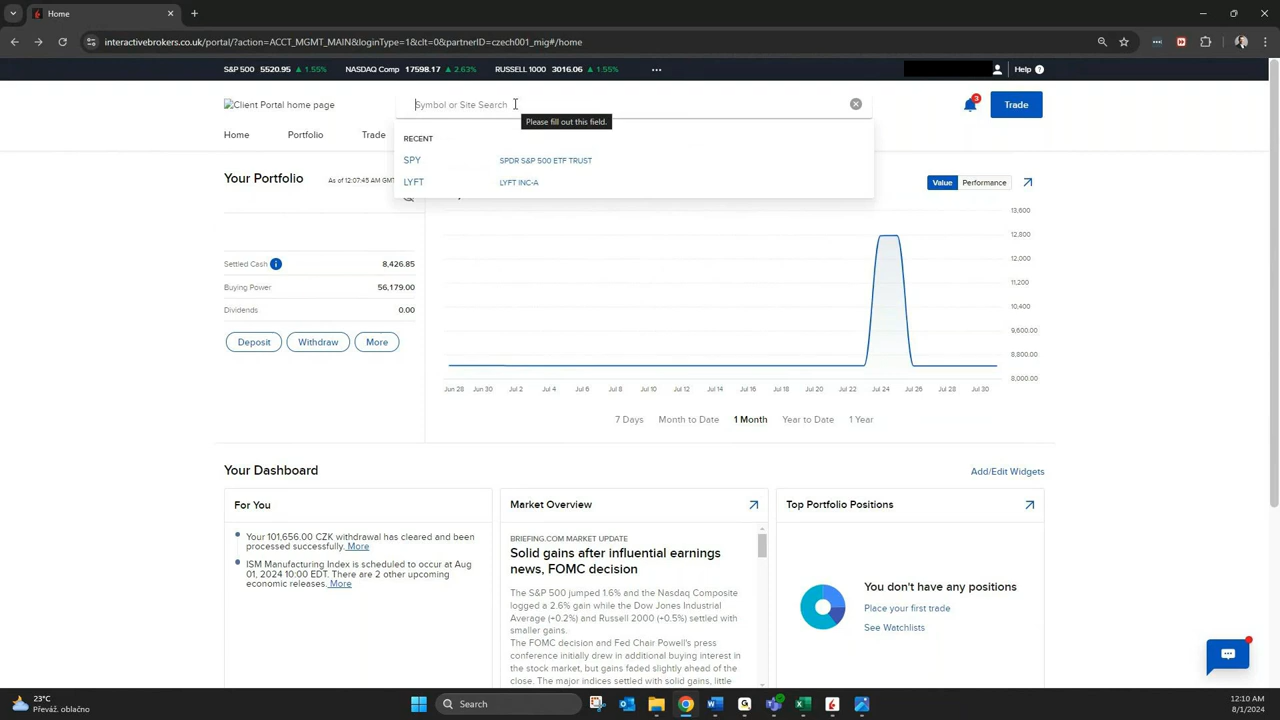 Home
interactivebrokers.co.uk/portal/?action=ACCT_MGMT_MAIN&loginType=1&clt=0&partnerID=czech001_mig#/home
S&P 500 5520.95 ▲ 1.55% NASDAQ Comp 17598.17 ▲ 2.63% RUSSELL 1000 3016.06 ▲ 1.55% ••• Help ?
Client Portal home page
Symbol or Site Search
3
Trade
Please fill out this field.
Home Portfolio Trade
RECENT
SPY SPDR S&P 500 ETF TRUST
LYFT LYFT INC-A
Your Portfolio As of 12:07:45 AM GMT
Value Performance
Settled Cash i 8,426.85
Buying Power 56,179.00
Dividends 0.00
Deposit Withdraw More
13,600
12,800
12,000
11,200
10,400
9,600.00
8,800.00
8,000.00
Jun 28 Jun 30 Jul 2 Jul 4 Jul 6 Jul 8 Jul 10 Jul 12 Jul 14 Jul 16 Jul 18 Jul 20 Jul 22 Jul 24 Jul 26 Jul 28 Jul 30
7 Days Month to Date 1 Month Year to Date 1 Year
Your Dashboard
Add/Edit Widgets
For You
Your 101,656.00 CZK withdrawal has cleared and been
processed successfully. More
ISM Manufacturing Index is scheduled to occur at Aug
01, 2024 10:00 EDT. There are 2 other upcoming
economic releases. More
Market Overview
BRIEFING.COM MARKET UPDATE
Solid gains after influential earnings
news, FOMC decision
The S&P 500 jumped 1.6% and the Nasdaq Composite
logged a 2.6% gain while the Dow Jones Industrial
Average (+0.2%) and Russell 2000 (+0.5%) settled with
smaller gains.
The FOMC decision and Fed Chair Powell's press
conference initially drew in additional buying interest in
the stock market, but gains faded slightly ahead of the
close. The major indices settled with solid gains, little
Top Portfolio Positions
You don't have any positions
Place your first trade
See Watchlists
23°C
Převáž. oblačno
Search
12:10 AM
8/1/2024